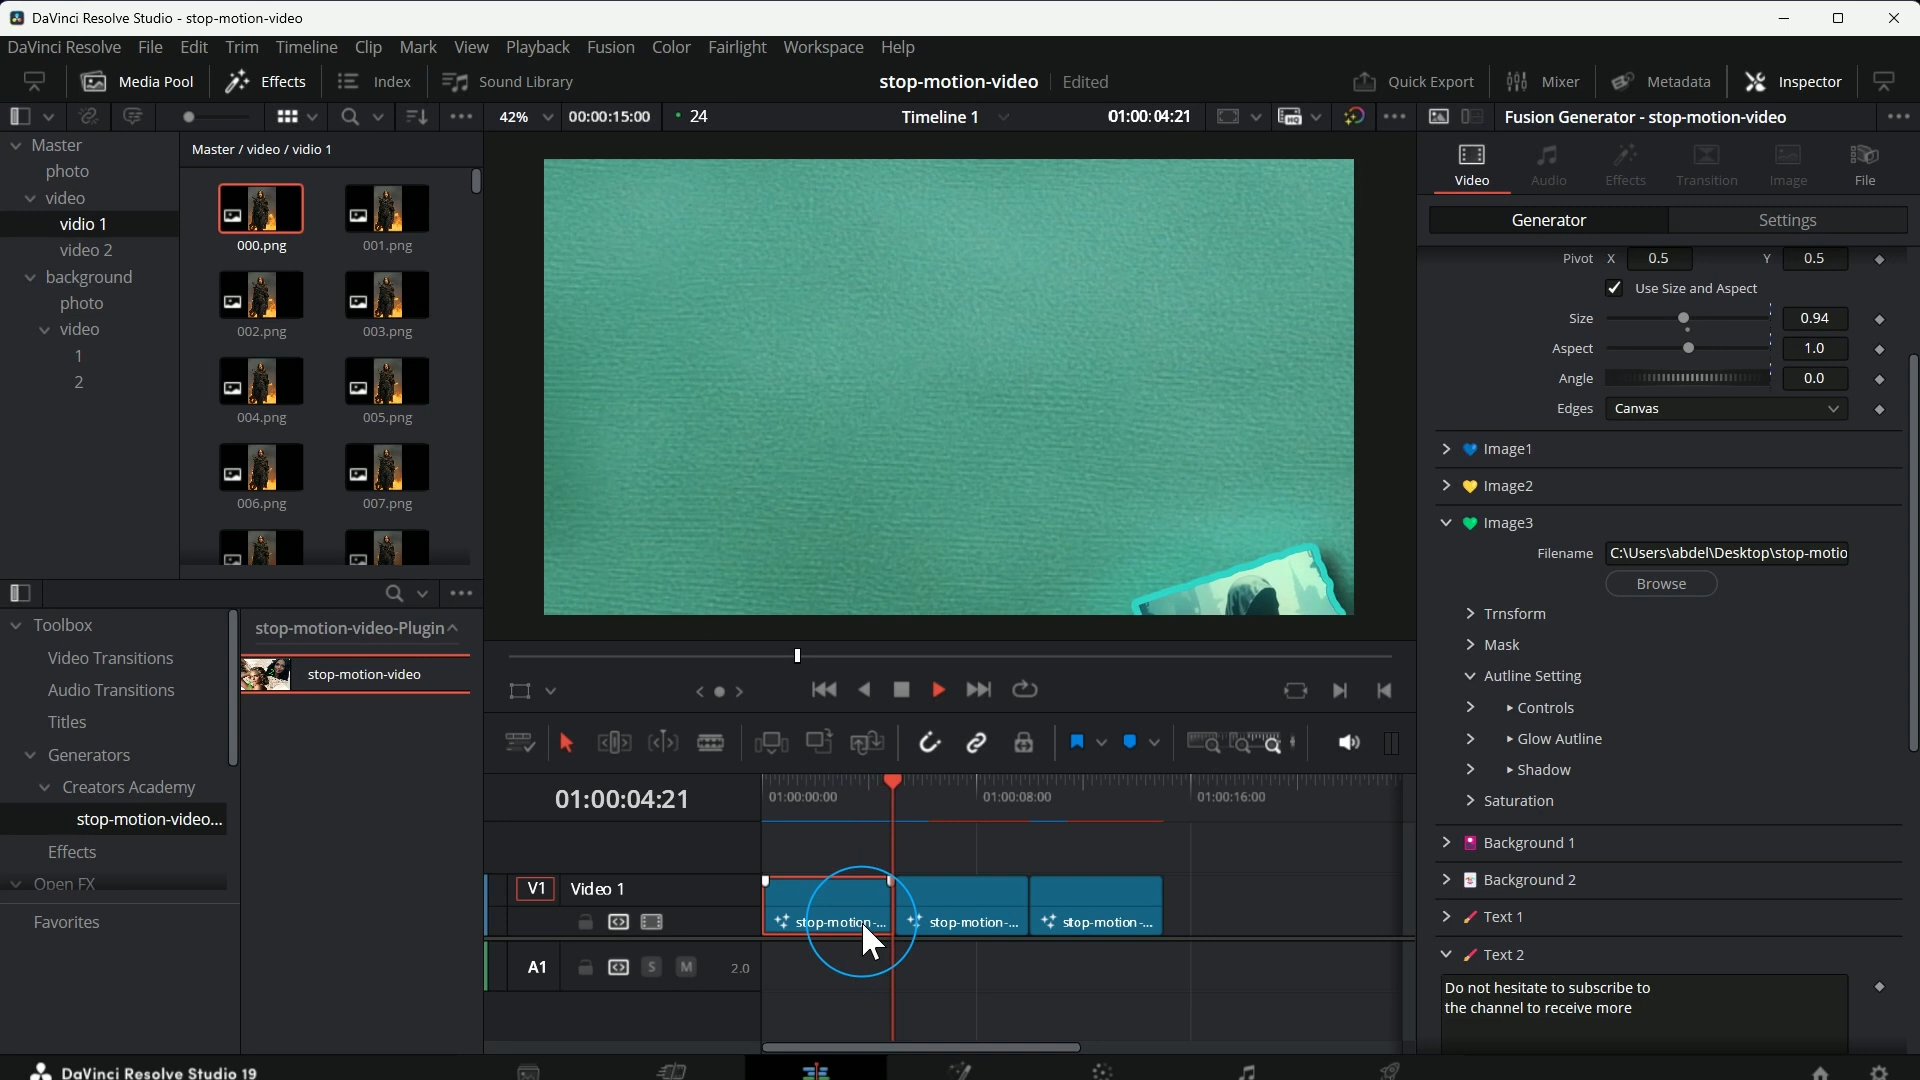 DaVinci Resolve Studio - stop-motion-video
DaVinci Resolve File Edit Trim Timeline Clip Mark View Playback Fusion Color Fairlight Workspace Help
Media Pool Effects Index Sound Library
stop-motion-video Edited
Quick Export Mixer Metadata Inspector
42% 00:00:15:00 24 Timeline 1 01:00:04:21
Fusion Generator - stop-motion-video
Master
photo
video
vidio 1
video 2
background
photo
video
1
2
Master / video / vidio 1
000.png 001.png
002.png 003.png
004.png 005.png
006.png 007.png
Toolbox
Video Transitions
Audio Transitions
Titles
Generators
Creators Academy
stop-motion-video...
Effects
Open FX
Favorites
stop-motion-video-Plugin
stop-motion-video
01:00:04:21
01:00:00:00 01:00:08:00 01:00:16:00
V1 Video 1
stop-motion-... stop-motion-... stop-motion-...
A1 S M 2.0
Video Audio Effects Transition Image File
Generator Settings
Pivot X 0.5 Y 0.5
Use Size and Aspect
Size 0.94
Aspect 1.0
Angle 0.0
Edges Canvas
Image1
Image2
Image3
Filename C:\Users\abdel\Desktop\stop-motio
Browse
Trnsform
Mask
Autline Setting
Controls
Glow Autline
Shadow
Saturation
Background 1
Background 2
Text 1
Text 2
Do not hesitate to subscribe to
the channel to receive more
DaVinci Resolve Studio 19